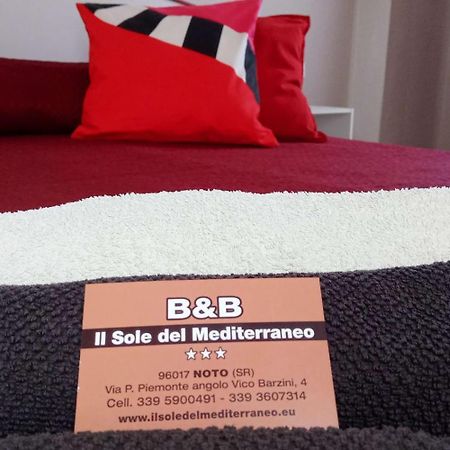 B&B
Il Sole del Mediterraneo
96017 NOTO (SR)
Via P. Piemonte angolo Vico Barzini, 4
Cell. 339 5900491 - 339 3607314
www.ilsoledelmediterraneo.eu